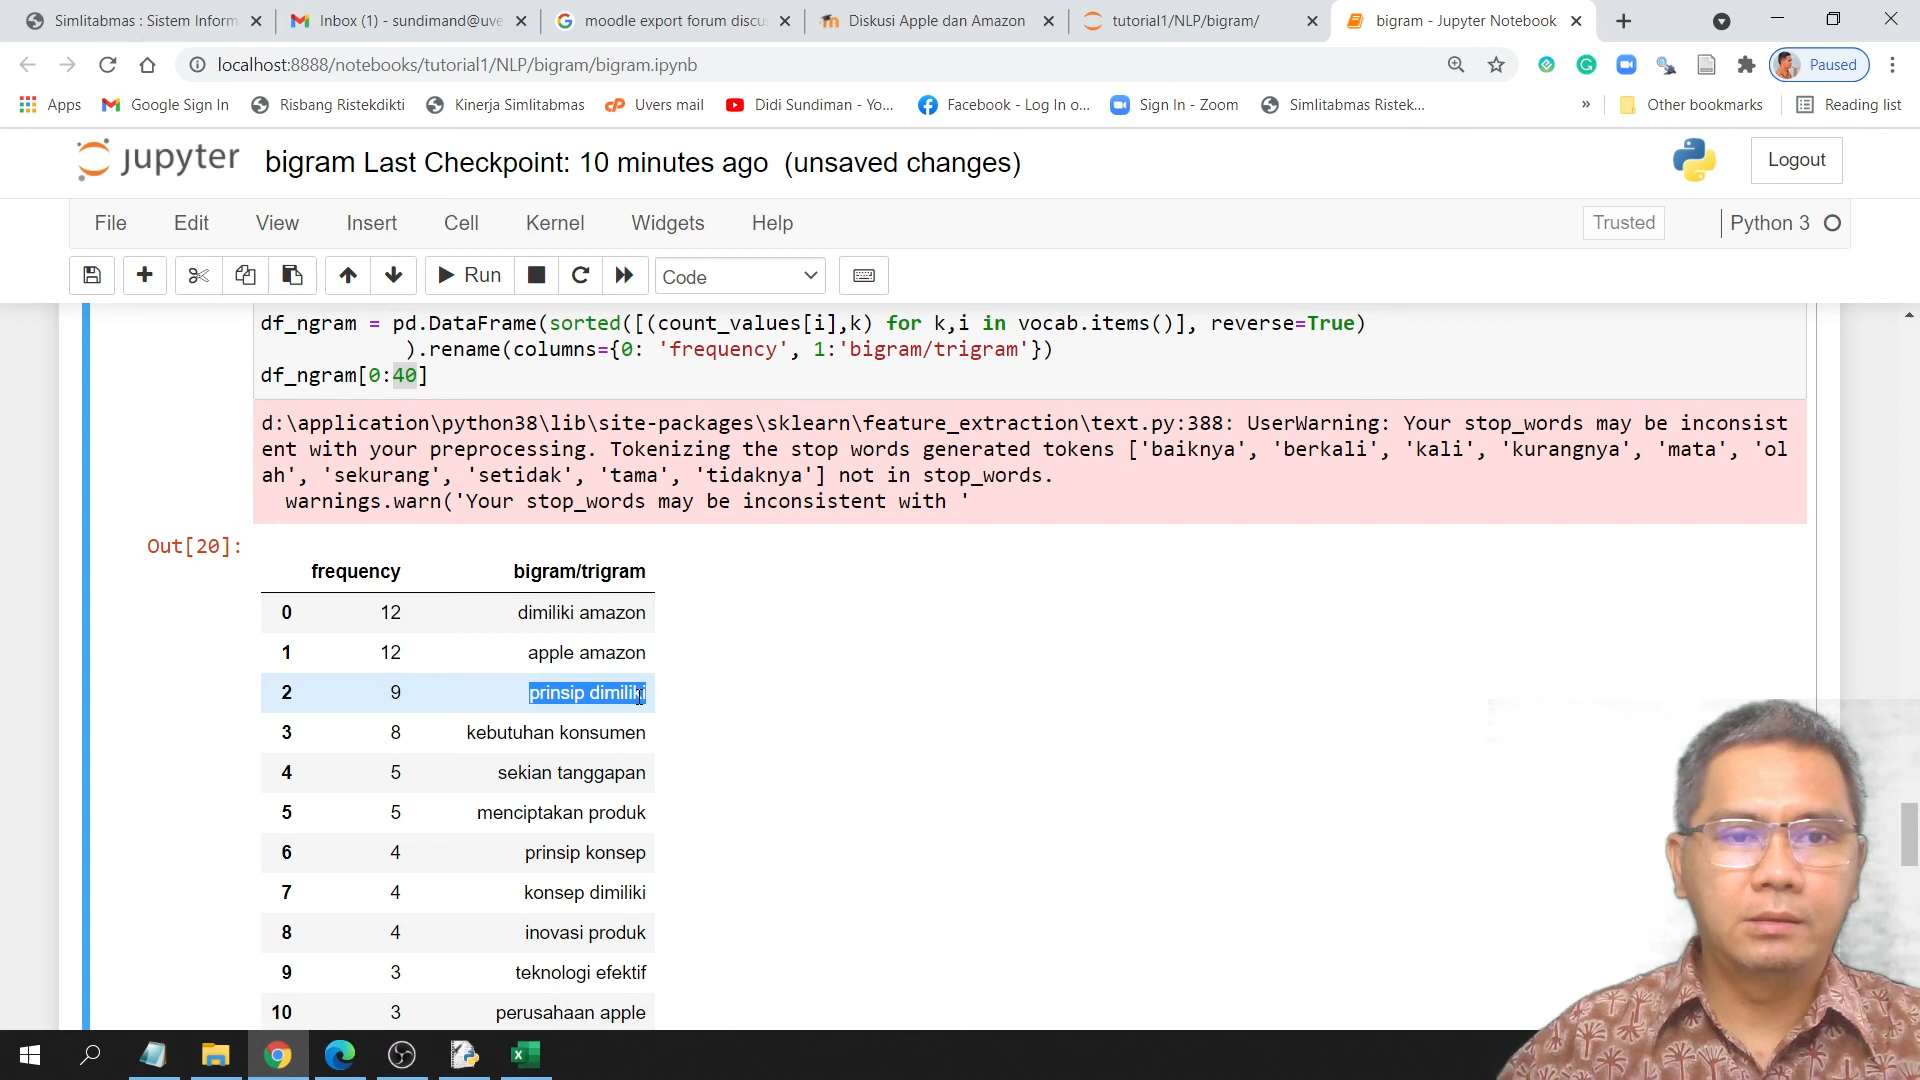 Simlitabmas : Sistem Inform
Inbox (1) - sundimand@uve
moodle export forum discu
Diskusi Apple dan Amazon
tutorial1/NLP/bigram/
bigram - Jupyter Notebook
localhost:8888/notebooks/tutorial1/NLP/bigram/bigram.ipynb
Paused
Apps
Google Sign In
Risbang Ristekdikti
Kinerja Simlitabmas
Uvers mail
Didi Sundiman - Yo...
Facebook - Log In o...
Sign In - Zoom
Simlitabmas Ristek...
»
Other bookmarks
Reading list
jupyter bigram Last Checkpoint: 10 minutes ago (unsaved changes)
Logout
File Edit View Insert Cell Kernel Widgets Help
Trusted
Python 3
Run
Code
df_ngram = pd.DataFrame(sorted([(count_values[i],k) for k,i in vocab.items()], reverse=True)
).rename(columns={0: 'frequency', 1:'bigram/trigram'})
df_ngram[0:40]
d:\application\python38\lib\site-packages\sklearn\feature_extraction\text.py:388: UserWarning: Your stop_words may be inconsist
ent with your preprocessing. Tokenizing the stop words generated tokens ['baiknya', 'berkali', 'kali', 'kurangnya', 'mata', 'ol
ah', 'sekurang', 'setidak', 'tama', 'tidaknya'] not in stop_words.
warnings.warn('Your stop_words may be inconsistent with '
Out[20]:
frequency bigram/trigram
0 12 dimiliki amazon
1 12 apple amazon
2 9 prinsip dimiliki
3 8 kebutuhan konsumen
4 5 sekian tanggapan
5 5 menciptakan produk
6 4 prinsip konsep
7 4 konsep dimiliki
8 4 inovasi produk
9 3 teknologi efektif
10 3 perusahaan apple